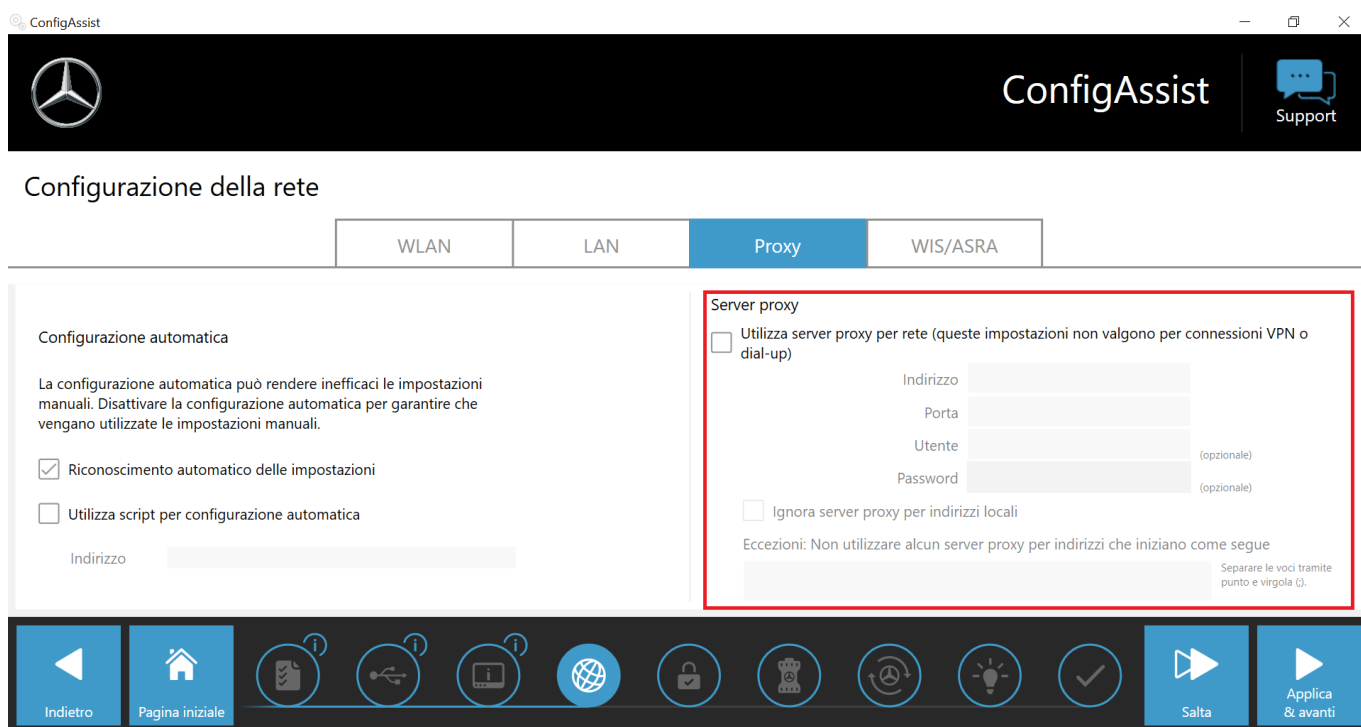 ConfigAssist
ConfigAssist
Support
Configurazione della rete
WLAN
LAN
Proxy
WIS/ASRA
Configurazione automatica
La configurazione automatica può rendere inefficaci le impostazioni
manuali. Disattivare la configurazione automatica per garantire che
vengano utilizzate le impostazioni manuali.
Riconoscimento automatico delle impostazioni
Utilizza script per configurazione automatica
Indirizzo
Server proxy
Utilizza server proxy per rete (queste impostazioni non valgono per connessioni VPN o
dial-up)
Indirizzo
Porta
Utente
(opzionale)
Password
(opzionale)
Ignora server proxy per indirizzi locali
Eccezioni: Non utilizzare alcun server proxy per indirizzi che iniziano come segue
Separare le voci tramite
punto e virgola (;).
Indietro
Pagina iniziale
Salta
Applica
& avanti